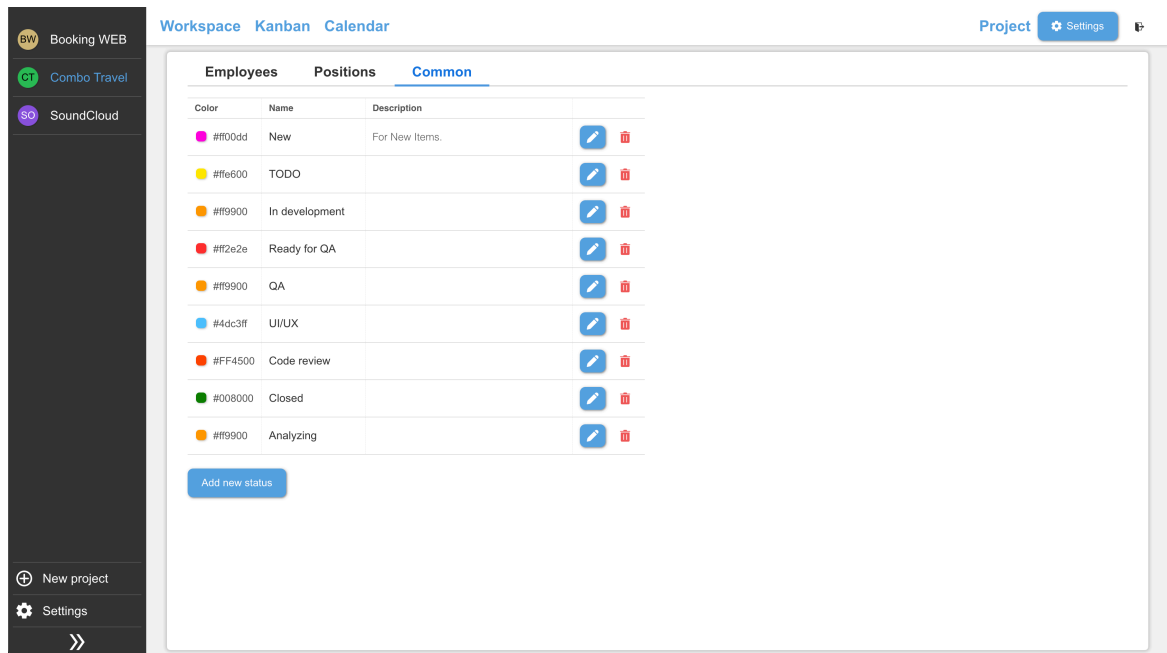 BW Booking WEB
CT Combo Travel
SO SoundCloud
New project
Settings
Workspace Kanban Calendar
Project Settings
Employees Positions Common
Color Name Description
#ff00dd New For New Items.
#ffe600 TODO
#ff9900 In development
#ff2e2e Ready for QA
#ff9900 QA
#4dc3ff UI/UX
#FF4500 Code review
#008000 Closed
#ff9900 Analyzing
Add new status